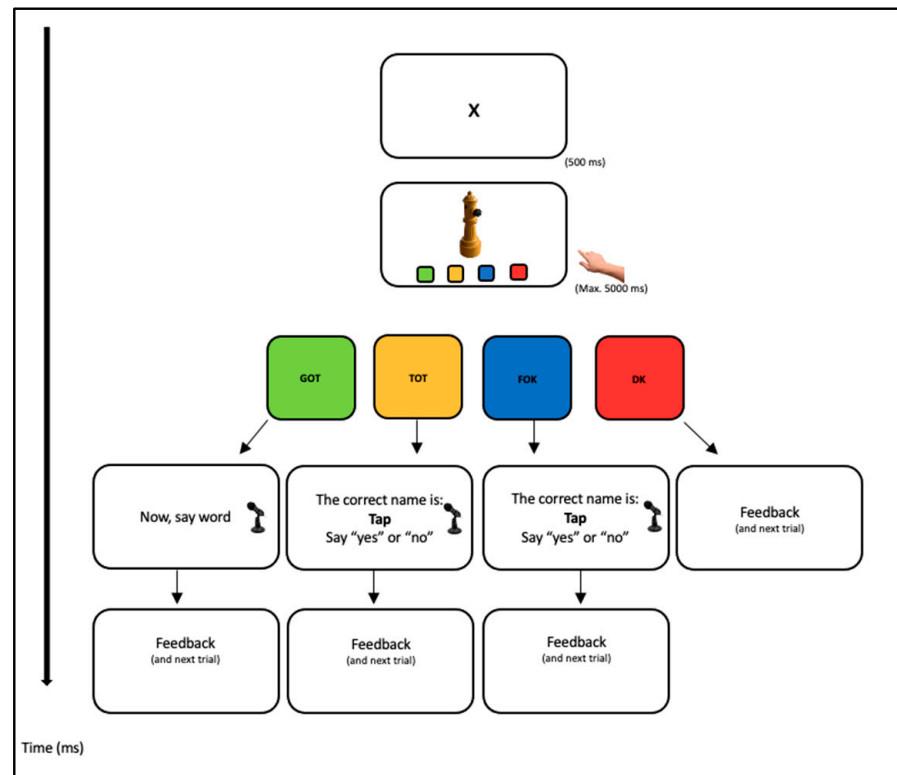 X
(500 ms)
(Max. 5000 ms)
GOT
TOT
FOK
DK
Now, say word
The correct name is:
Tap
Say “yes” or “no”
The correct name is:
Tap
Say “yes” or “no”
Feedback
(and next trial)
Feedback
(and next trial)
Feedback
(and next trial)
Feedback
(and next trial)
Time (ms)